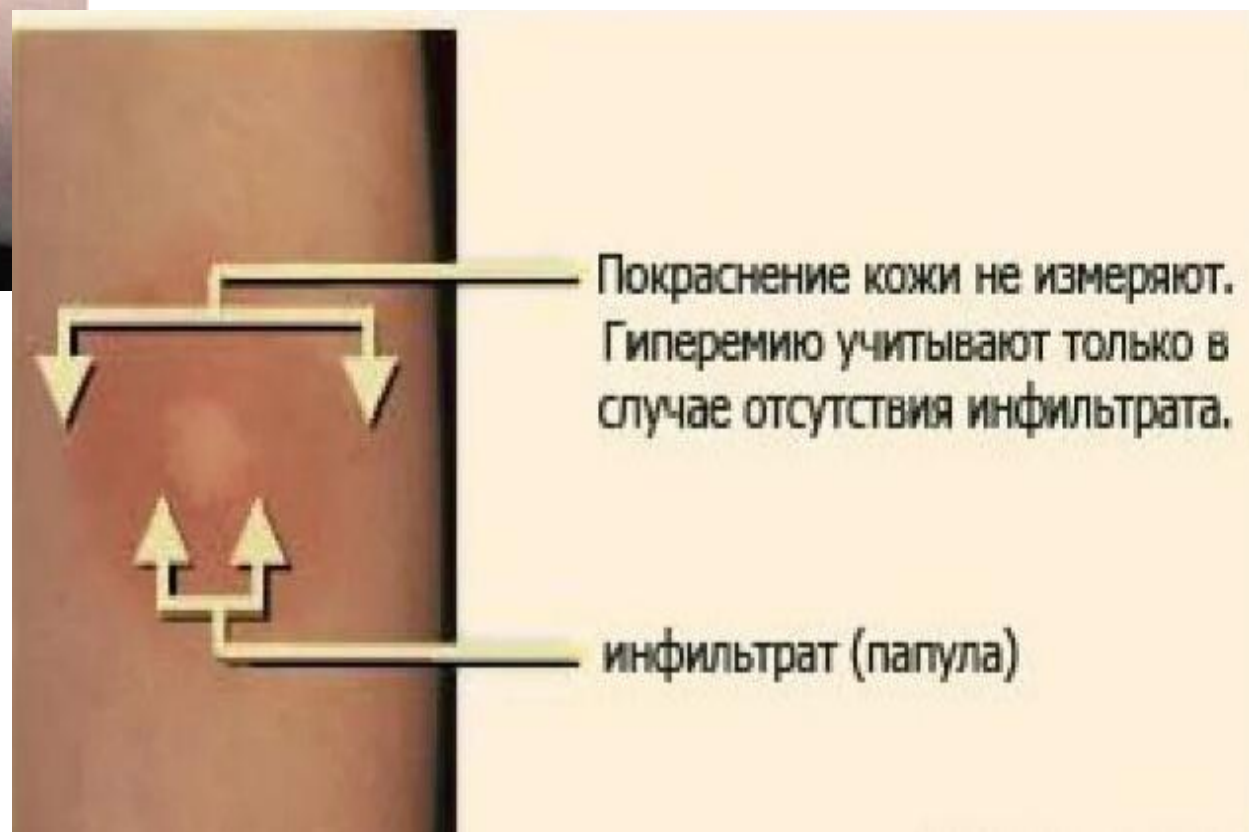 Покраснение кожи не измеряют.
Гиперемию учитывают только в
случае отсутствия инфильтрата.
инфильтрат (папула)